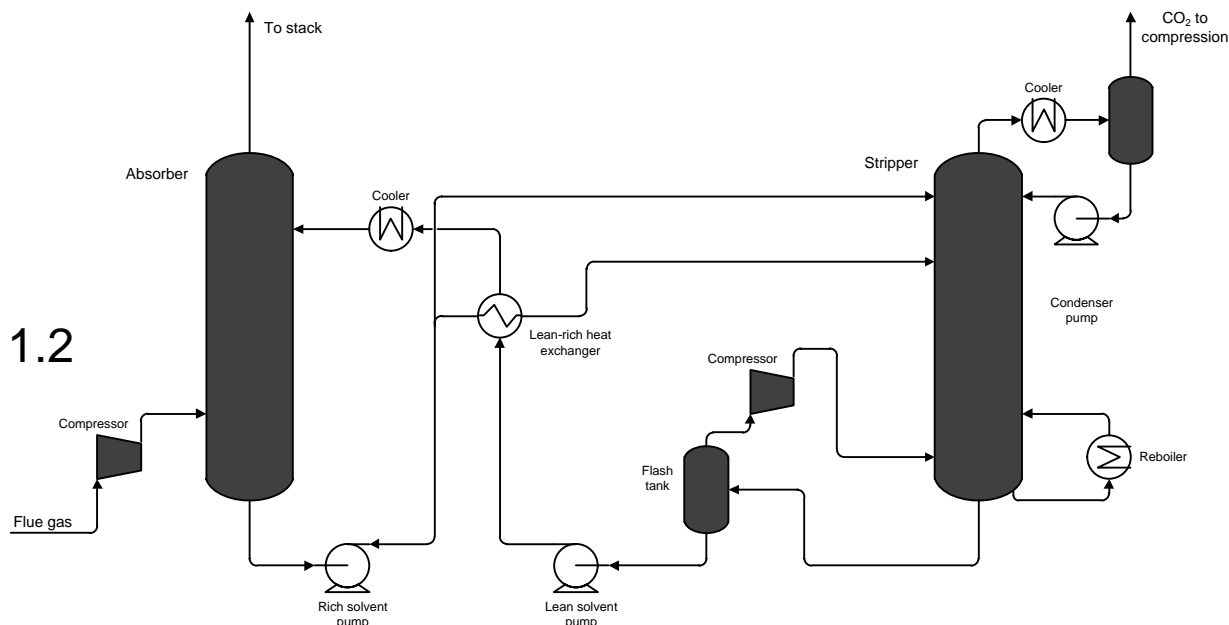 To stack
CO₂ to
compression
Cooler
Absorber
Stripper
Cooler
Condenser
pump
1.2
Lean-rich heat
exchanger
Compressor
Compressor
Reboiler
Flash
tank
Flue gas
Rich solvent
pump
Lean solvent
pump